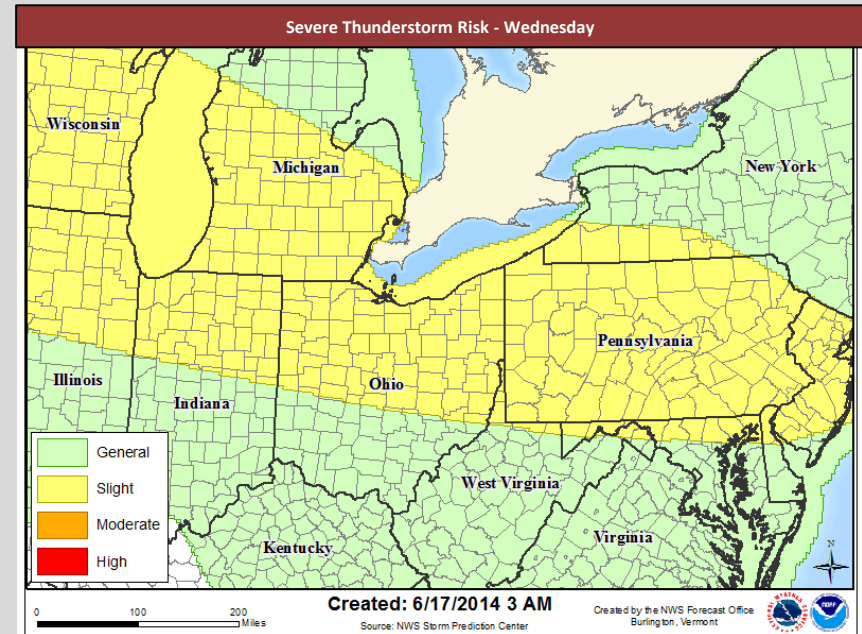 Severe Thunderstorm Risk - Wednesday
Wisconsin
Michigan
New York
Pennsylvania
Illinois
Ohio
Indiana
West Virginia
Virginia
Kentucky
General
Slight
Moderate
High
N
0 100 200
Miles
Created: 6/17/2014 3 AM
Source: NWS Storm Prediction Center
Created by the NWS Forecast Office
Burlington, Vermont
NOAA